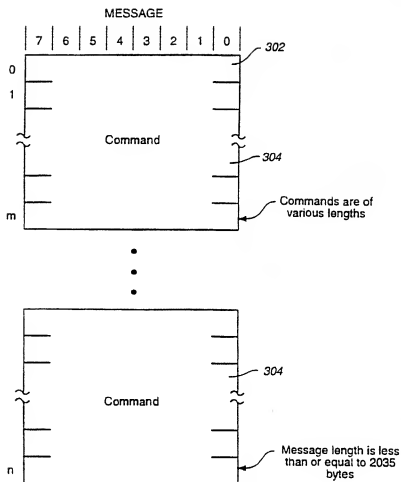 MESSAGE
7 6 5 4 3 2 1 0
302
0
1
Command
304
m
Commands are of
various lengths
304
Command
n
Message length is less
than or equal to 2035
bytes